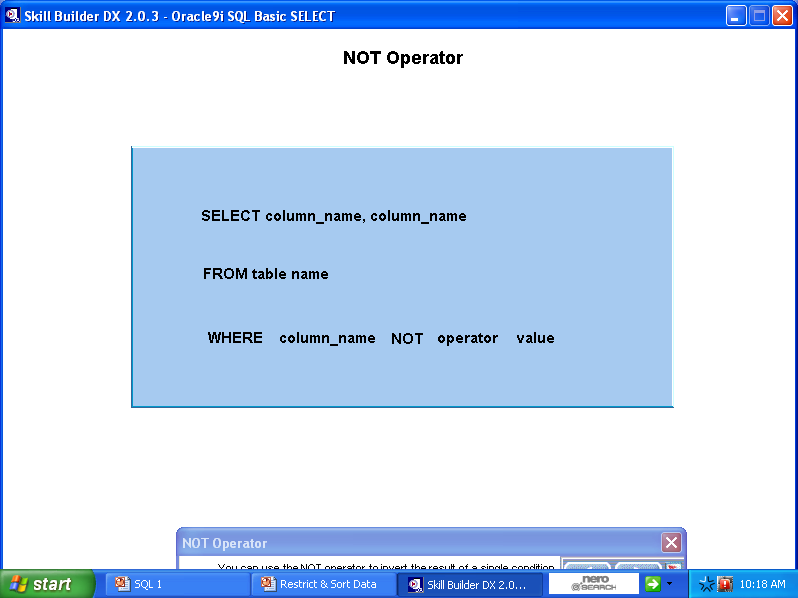 Skill Builder DX 2.0.3 - Oracle9i SQL Basic SELECT
NOT Operator
SELECT column_name, column_name
FROM table name
WHERE column_name NOT operator value
NOT Operator
You can use the NOT operator to invert the result of a single condition
start SQL 1 Restrict & Sort Data Skill Builder DX 2.0... nero @SEARCH 10:18 AM